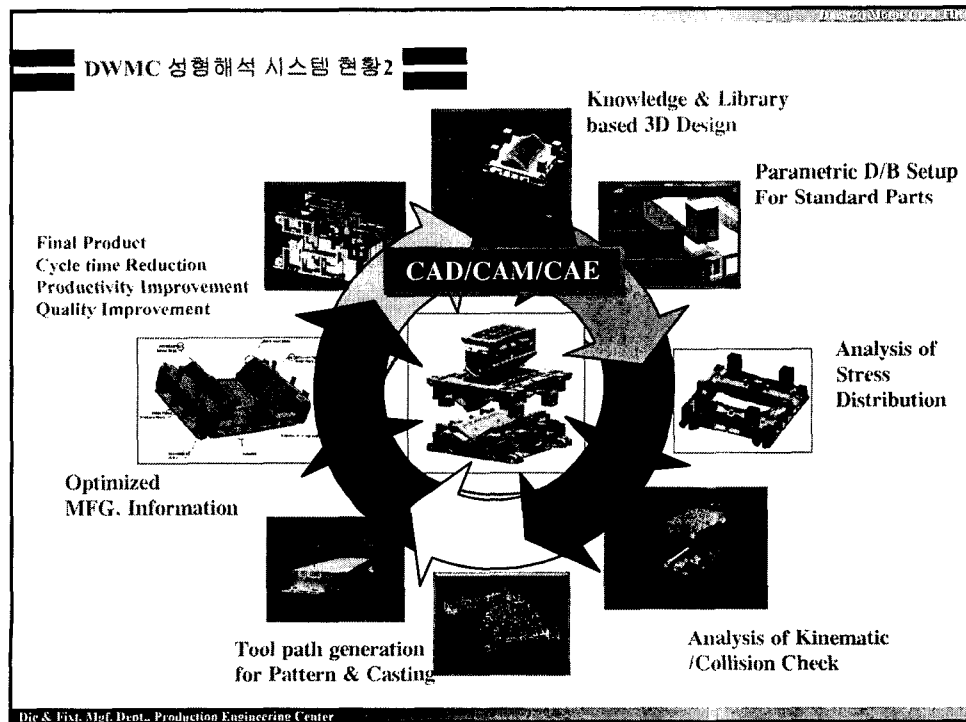 DWMC 성형해석 시스템 현황2
Knowledge & Library
based 3D Design
Parametric D/B Setup
For Standard Parts
CAD/CAM/CAE
Final Product
Cycle time Reduction
Productivity Improvement
Quality Improvement
Analysis of
Stress
Distribution
Optimized
MFG. Information
Tool path generation
for Pattern & Casting
Analysis of Kinematic
/Collision Check
Die & Fixt. Mgf. Dept., Production Engineering Center